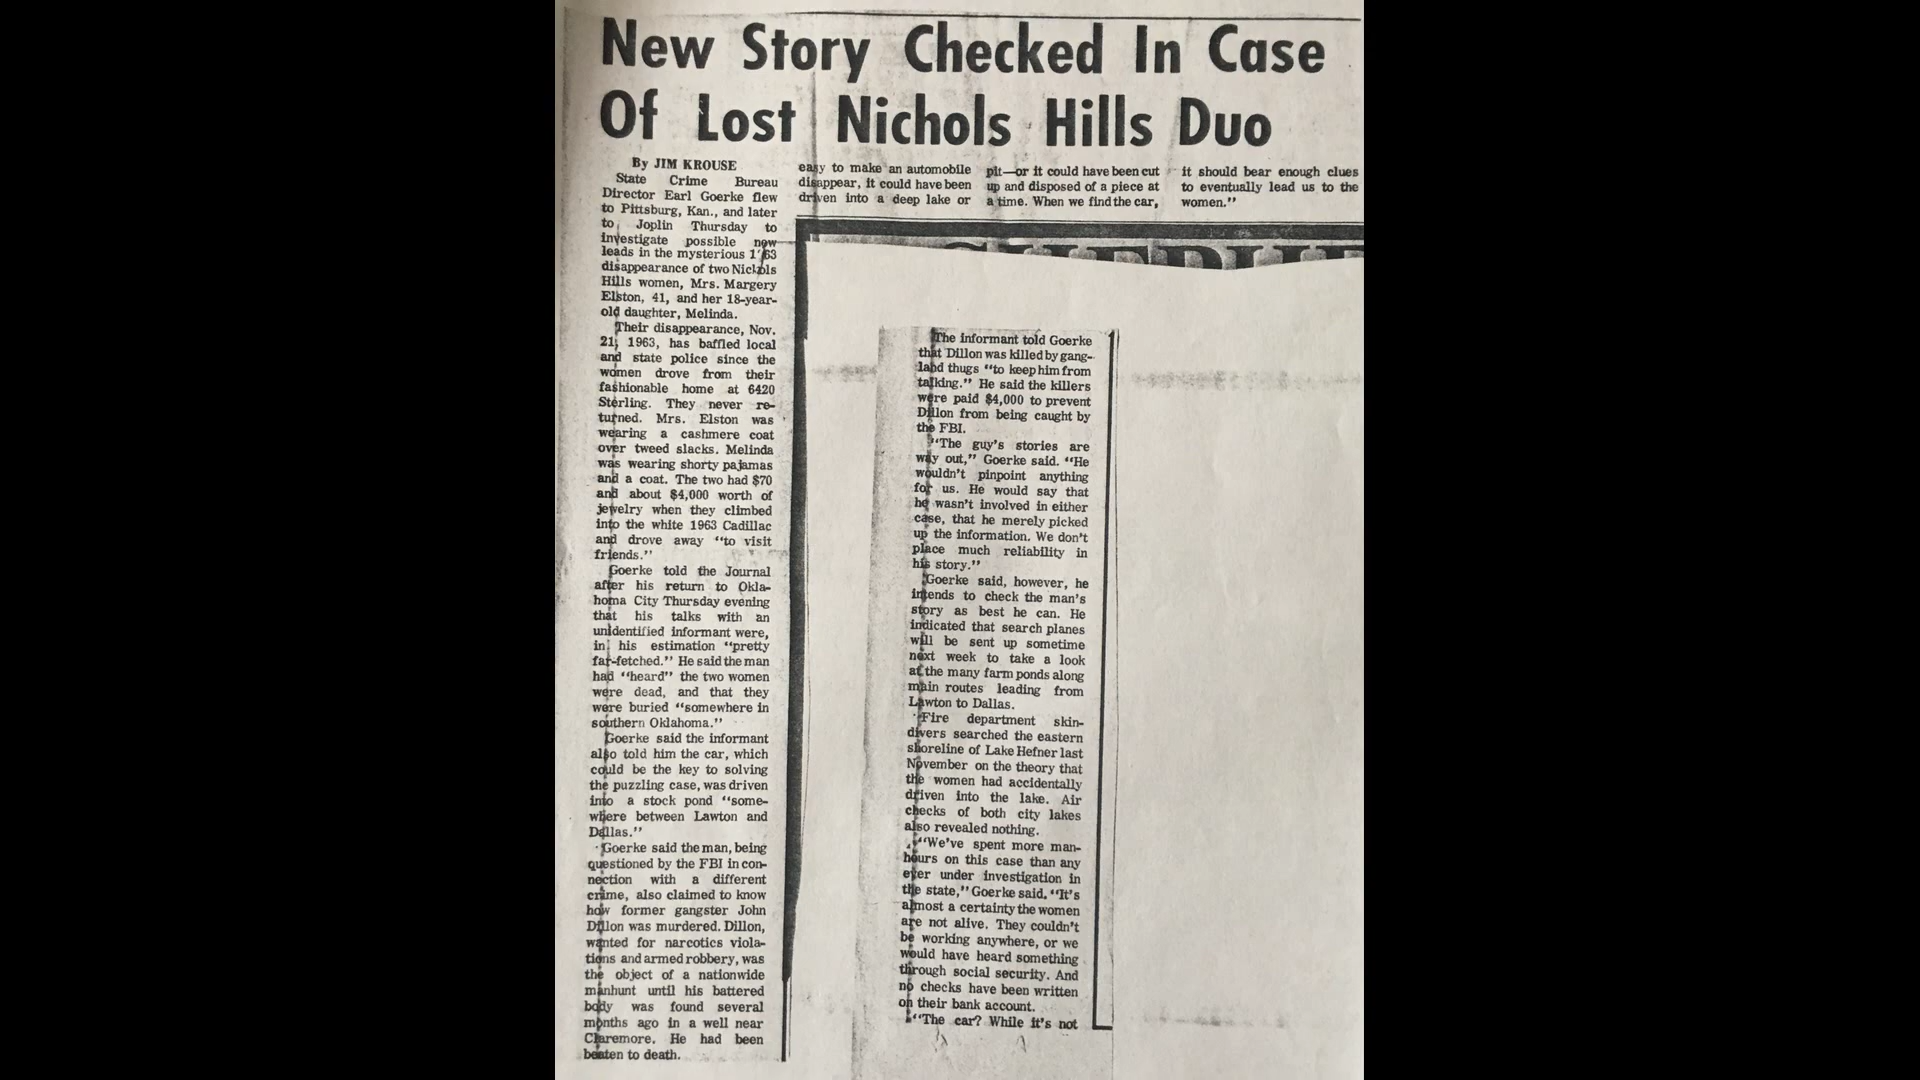 New Story Checked In Case
Of Lost Nichols Hills Duo
By JIM KROUSE
State Crime Bureau
Director Earl Goerke flew
to Pittsburg, Kan., and later
to Joplin Thursday to
investigate possible new
leads in the mysterious 1963
disappearance of two Nichols
Hills women, Mrs. Margery
Elston, 41, and her 18-year-
old daughter, Melinda.
Their disappearance, Nov.
21, 1963, has baffled local
and state police since the
women drove from their
fashionable home at 6420
Sterling. They never re-
turned. Mrs. Elston was
wearing a cashmere coat
over tweed slacks. Melinda
was wearing shorty pajamas
and a coat. The two had $70
and about $4,000 worth of
jewelry when they climbed
into the white 1963 Cadillac
and drove away "to visit
friends."
Goerke told the Journal
after his return to Okla-
homa City Thursday evening
that his talks with an
unidentified informant were,
in his estimation "pretty
far-fetched." He said the man
had "heard" the two women
were dead, and that they
were buried "somewhere in
southern Oklahoma."
Goerke said the informant
also told him the car, which
could be the key to solving
the puzzling case, was driven
into a stock pond "some-
where between Lawton and
Dallas."
Goerke said the man, being
questioned by the FBI in con-
nection with a different
crime, also claimed to know
how former gangster John
Dillon was murdered. Dillon,
wanted for narcotics viola-
tions and armed robbery, was
the object of a nationwide
manhunt until his battered
body was found several
months ago in a well near
Claremore. He had been
beaten to death.
The informant told Goerke
that Dillon was killed by gang-
land thugs "to keep him from
talking." He said the killers
were paid $4,000 to prevent
Dillon from being caught by
the FBI.
"The guy's stories are
way out," Goerke said. "He
wouldn't pinpoint anything
for us. He would say that
he wasn't involved in either
case, that he merely picked
up the information. We don't
place much reliability in
his story."
Goerke said, however, he
intends to check the man's
story as best he can. He
indicated that search planes
will be sent up sometime
next week to take a look
at the many farm ponds along
main routes leading from
Lawton to Dallas.
Fire department skin-
divers searched the eastern
shoreline of Lake Hefner last
November on the theory that
the women had accidentally
driven into the lake. Air
checks of both city lakes
also revealed nothing.
"We've spent more man-
hours on this case than any
ever under investigation in
the state," Goerke said. "It's
almost a certainty the women
are not alive. They couldn't
be working anywhere, or we
would have heard something
through social security. And
no checks have been written
on their bank account.
"The car? While it's not
easy to make an automobile
disappear, it could have been
driven into a deep lake or
pit—or it could have been cut
up and disposed of a piece at
a time. When we find the car,
it should bear enough clues
to eventually lead us to the
women."